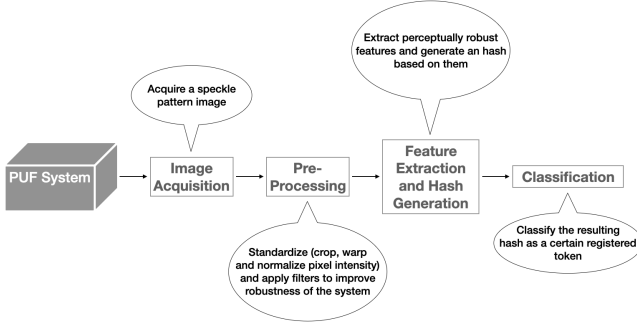 Extract perceptually robust
features and generate an hash
based on them
Acquire a speckle
pattern image
PUF System
Image
Acquisition
Pre-
Processing
Feature
Extraction
and Hash
Generation
Classification
Standardize (crop, warp
and normalize pixel intensity)
and apply filters to improve
robustness of the system
Classify the resulting
hash as a certain registered
token